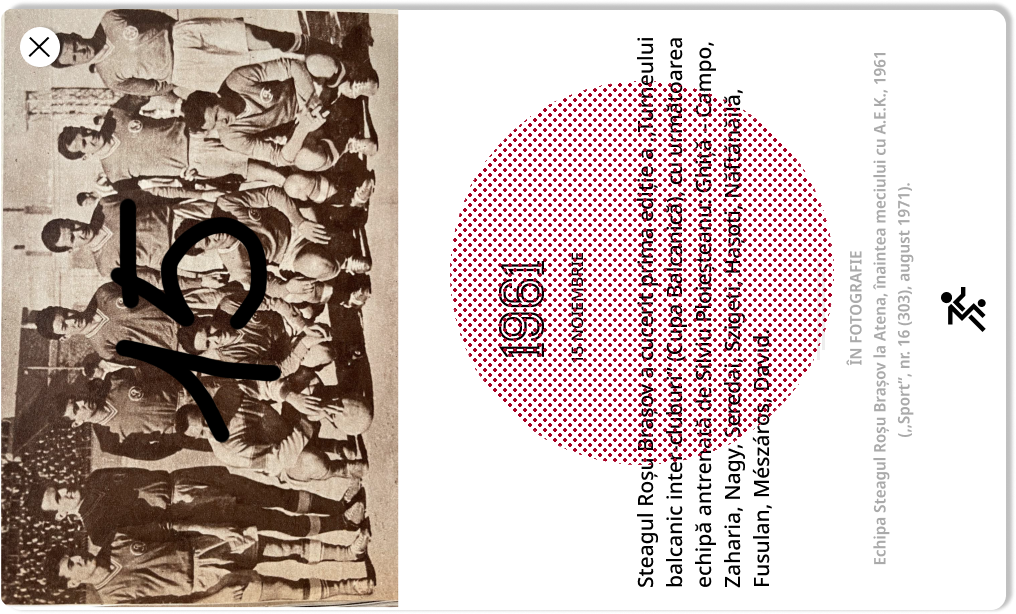 15
1961
15 NOIEMBRIE
Steagul Roșu Brașov a cucerit prima ediție a „Turneului
balcanic inter-cluburi” (Cupa Balcanică), cu următoarea
echipă antrenată de Silviu Ploieșteanu: Ghiță - Campo,
Zaharia, Nagy, Seredai, Szigeti, Hașoti, Năftănăilă,
Fusulan, Mészáros, David.
ÎN FOTOGRAFIE
Echipa Steagul Roșu Brașov la Atena, înaintea meciului cu A.E.K., 1961
(„Sport”, nr. 16 (303), august 1971).